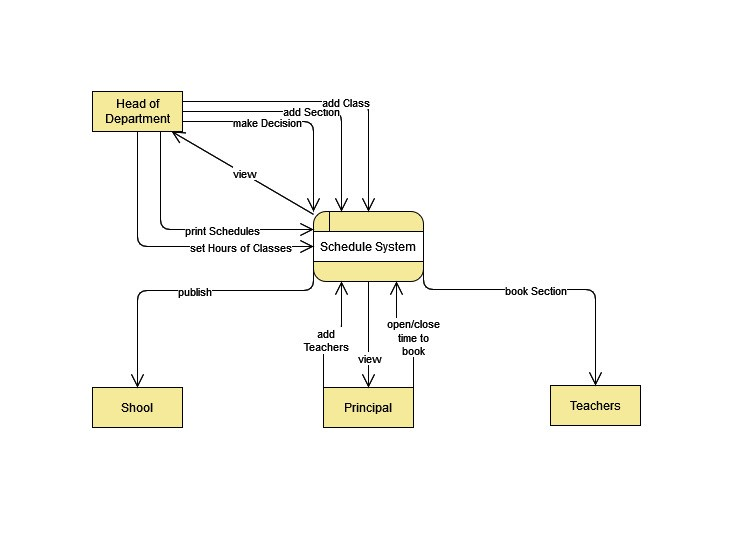 Head of
Department
add Class
add Section
make Decision
view
print Schedules
set Hours of Classes
Schedule System
publish
book Section
add
Teachers
view
open/close
time to
book
Shool
Principal
Teachers